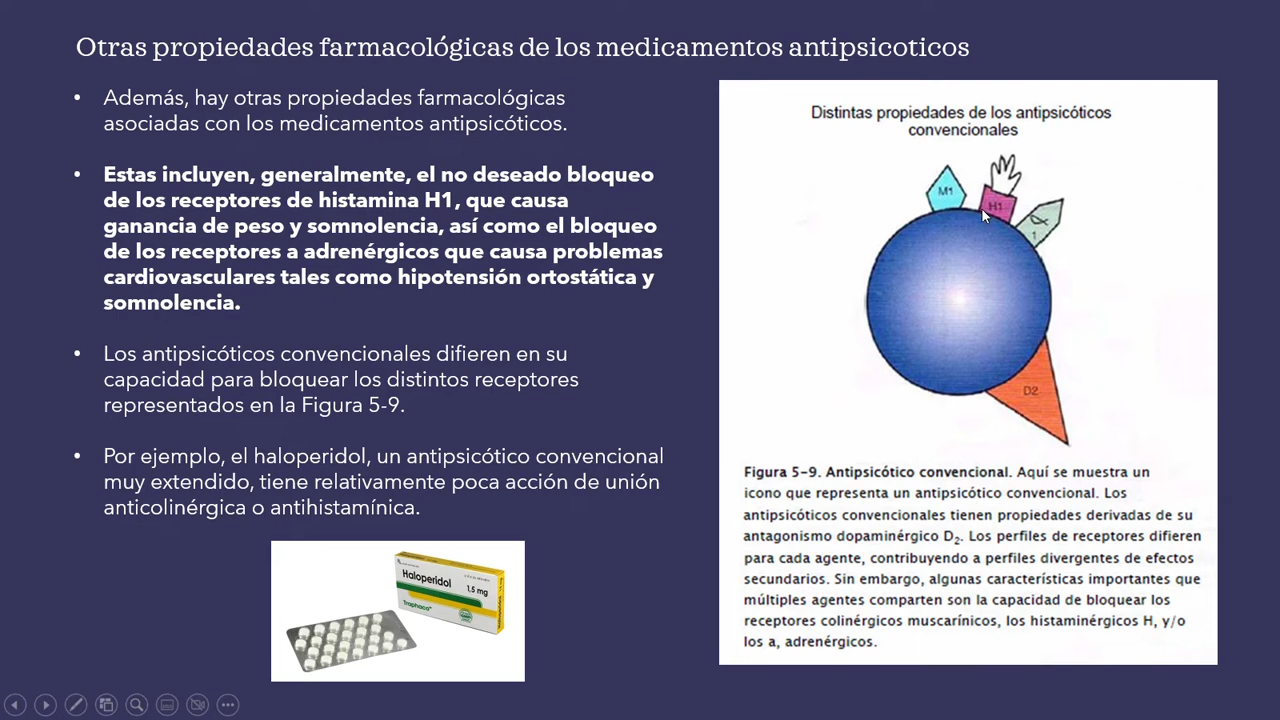 Otras propiedades farmacológicas de los medicamentos antipsicoticos
• Además, hay otras propiedades farmacológicas
asociadas con los medicamentos antipsicóticos.
• Estas incluyen, generalmente, el no deseado bloqueo
de los receptores de histamina H1, que causa
ganancia de peso y somnolencia, así como el bloqueo
de los receptores a adrenérgicos que causa problemas
cardiovasculares tales como hipotensión ortostática y
somnolencia.
• Los antipsicóticos convencionales difieren en su
capacidad para bloquear los distintos receptores
representados en la Figura 5-9.
• Por ejemplo, el haloperidol, un antipsicótico convencional
muy extendido, tiene relativamente poca acción de unión
anticolinérgica o antihistamínica.
Haloperidol
1.5 mg
Traphaco
Distintas propiedades de los antipsicóticos
convencionales
M1
H1
α
1
D2
Figura 5-9. Antipsicótico convencional. Aquí se muestra un
icono que representa un antipsicótico convencional. Los
antipsicóticos convencionales tienen propiedades derivadas de su
antagonismo dopaminérgico D₂. Los perfiles de receptores difieren
para cada agente, contribuyendo a perfiles divergentes de efectos
secundarios. Sin embargo, algunas características importantes que
múltiples agentes comparten son la capacidad de bloquear los
receptores colinérgicos muscarínicos, los histaminérgicos H, y/o
los a, adrenérgicos.